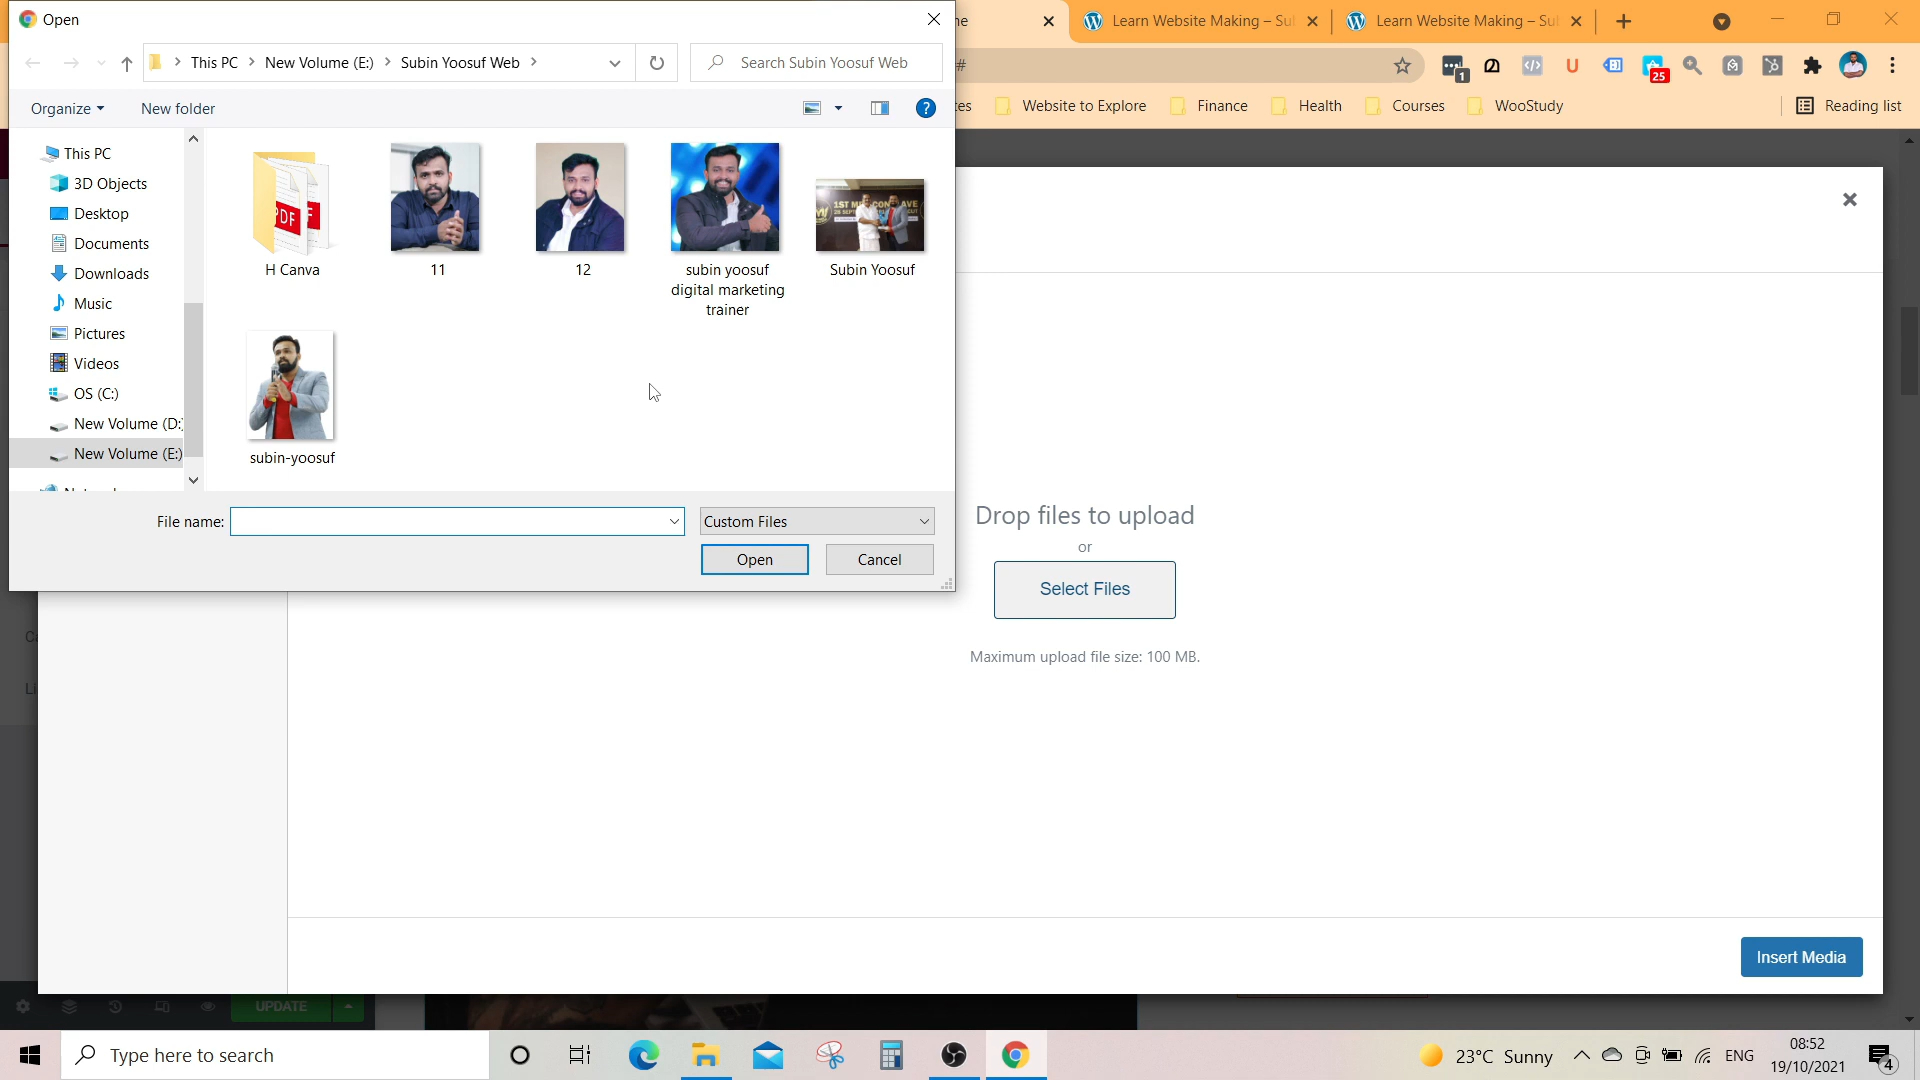 Open
This PC
New Volume (E:)
Subin Yoosuf Web
Search Subin Yoosuf Web
Organize
New folder
This PC
3D Objects
Desktop
Documents
Downloads
Music
Pictures
Videos
OS (C:)
New Volume (D:)
New Volume (E:)
H Canva
11
12
subin yoosuf
digital marketing
trainer
Subin Yoosuf
subin-yoosuf
PDF
File name:
Custom Files
Open
Cancel
Learn Website Making – Su
Learn Website Making – Su
#
1
25
Website to Explore
Finance
Health
Courses
WooStudy
Reading list
Drop files to upload
or
Select Files
Maximum upload file size: 100 MB.
Insert Media
UPDATE
Type here to search
23°C Sunny
ENG
08:52
19/10/2021
4